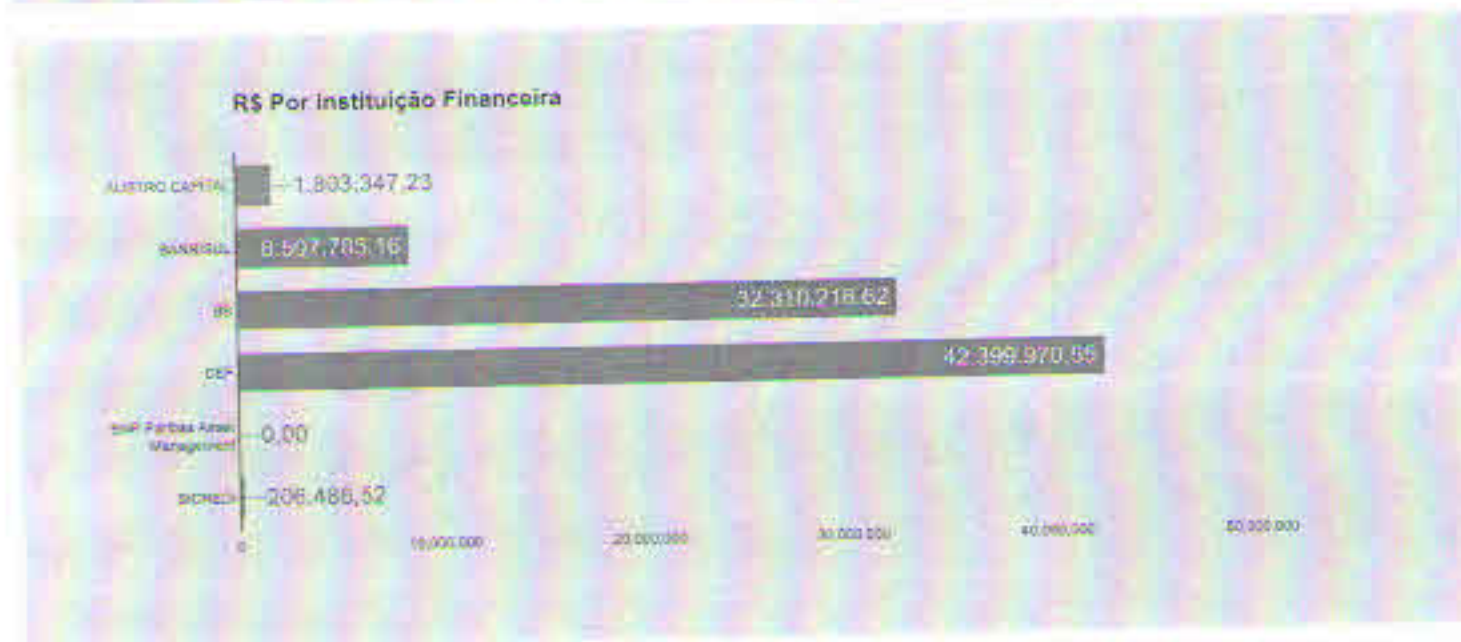 R$ Por Instituição Financeira
AUSTRO CAPITAL
1.803.347,23
BANRISUL
8.597.785,16
BB
32.310.218,62
CEF
42.399.970,55
BNP Paribas Asset
Management
0,00
SICREDI
206.486,52
0
10.000.000
20.000.000
30.000.000
40.000.000
50.000.000